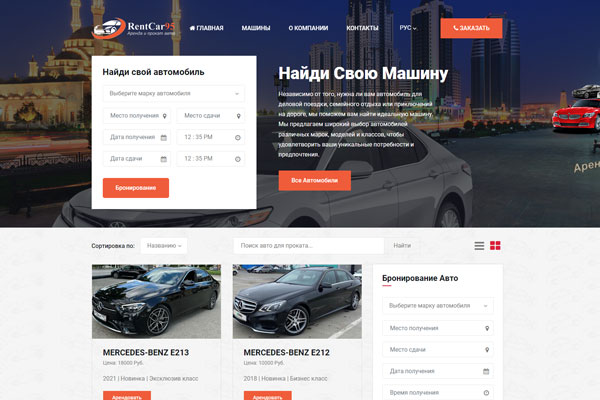 RentCar95
Аренда и прокат авто
ГЛАВНАЯ
МАШИНЫ
О КОМПАНИИ
КОНТАКТЫ
РУС
ЗАКАЗАТЬ
Найди свой автомобиль
Выберите марку автомобиля
Место получения
Место сдачи
Дата получения
12 : 35 PM
Дата сдачи
12 : 35 PM
Бронирование
Найди Свою Машину
Независимо от того, нужна ли вам автомобиль для
деловой поездки, семейного отдыха или приключений
на дороге, мы поможем вам найти идеальную машину.
Мы предлагаем широкий выбор автомобилей
различных марок, моделей и классов, чтобы
удовлетворить ваши уникальные потребности и
предпочтения.
Все Автомобили
Арен
Сортировка по:
Названию
Поиск авто для проката...
Найти
MERCEDES-BENZ E213
Цена: 18000 Руб.
2021 | Новинка | Эксклюзив класс
Арендовать
MERCEDES-BENZ E212
Цена: 10000 Руб.
2018 | Новинка | Бизнес класс
Арендовать
Бронирование Авто
Выберите марку автомобиля
Место получения
Место сдачи
Дата получения
Время получения